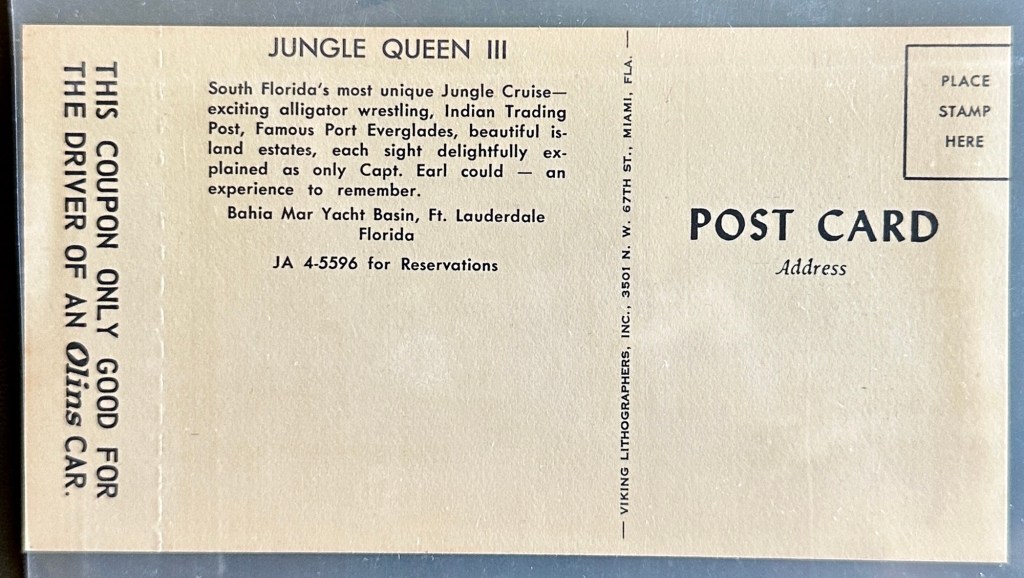 THIS COUPON ONLY GOOD FOR
THE DRIVER OF AN Olins CAR.
JUNGLE QUEEN III
South Florida's most unique Jungle Cruise—
exciting alligator wrestling, Indian Trading
Post, Famous Port Everglades, beautiful is-
land estates, each sight delightfully ex-
plained as only Capt. Earl could — an
experience to remember.
Bahia Mar Yacht Basin, Ft. Lauderdale
Florida
JA 4-5596 for Reservations
— VIKING LITHOGRAPHERS, INC., 3501 N. W. 67TH ST., MIAMI, FLA. —
PLACE
STAMP
HERE
POST CARD
Address